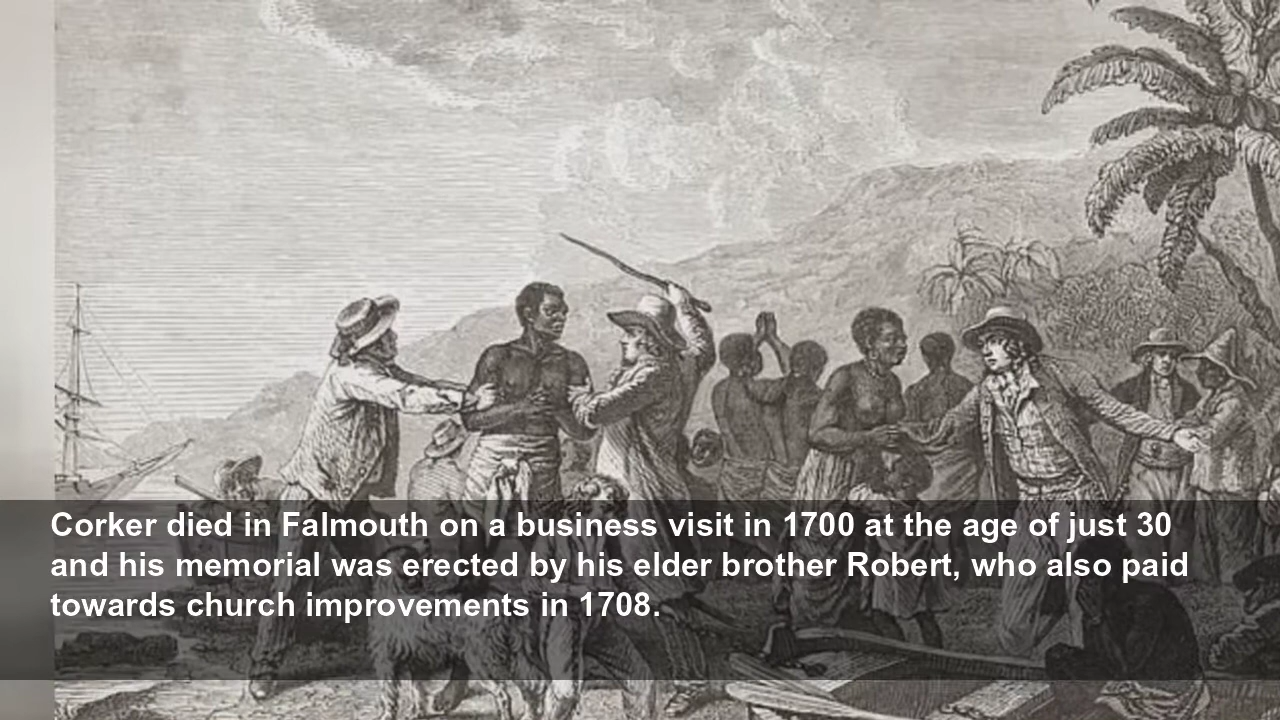 Corker died in Falmouth on a business visit in 1700 at the age of just 30
and his memorial was erected by his elder brother Robert, who also paid
towards church improvements in 1708.